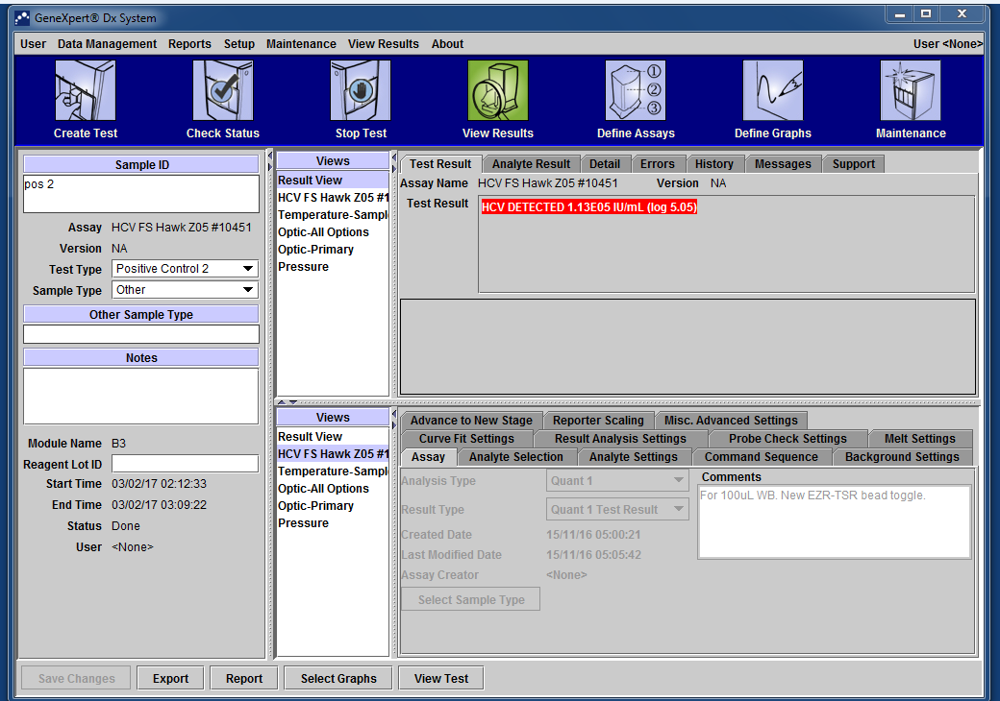 GeneXpert® Dx System
User Data Management Reports Setup Maintenance View Results About User <None>
Create Test Check Status Stop Test View Results Define Assays Define Graphs Maintenance
Sample ID
pos 2
Assay HCV FS Hawk Z05 #10451
Version NA
Test Type Positive Control 2
Sample Type Other
Other Sample Type
Notes
Module Name B3
Reagent Lot ID
Start Time 03/02/17 02:12:33
End Time 03/02/17 03:09:22
Status Done
User <None>
Views
Result View
HCV FS Hawk Z05 #1
Temperature-Sampl
Optic-All Options
Optic-Primary
Pressure
Test Result Analyte Result Detail Errors History Messages Support
Assay Name HCV FS Hawk Z05 #10451 Version NA
Test Result HCV DETECTED 1.13E05 IU/mL (log 5.05)
Views
Result View
HCV FS Hawk Z05 #1
Temperature-Sampl
Optic-All Options
Optic-Primary
Pressure
Advance to New Stage Reporter Scaling Misc. Advanced Settings
Curve Fit Settings Result Analysis Settings Probe Check Settings Melt Settings
Assay Analyte Selection Analyte Settings Command Sequence Background Settings
Analysis Type Quant 1
Result Type Quant 1 Test Result
Created Date 15/11/16 05:00:21
Last Modified Date 15/11/16 05:05:42
Assay Creator <None>
Select Sample Type
Comments
For 100uL WB. New EZR-TSR bead toggle.
Save Changes Export Report Select Graphs View Test